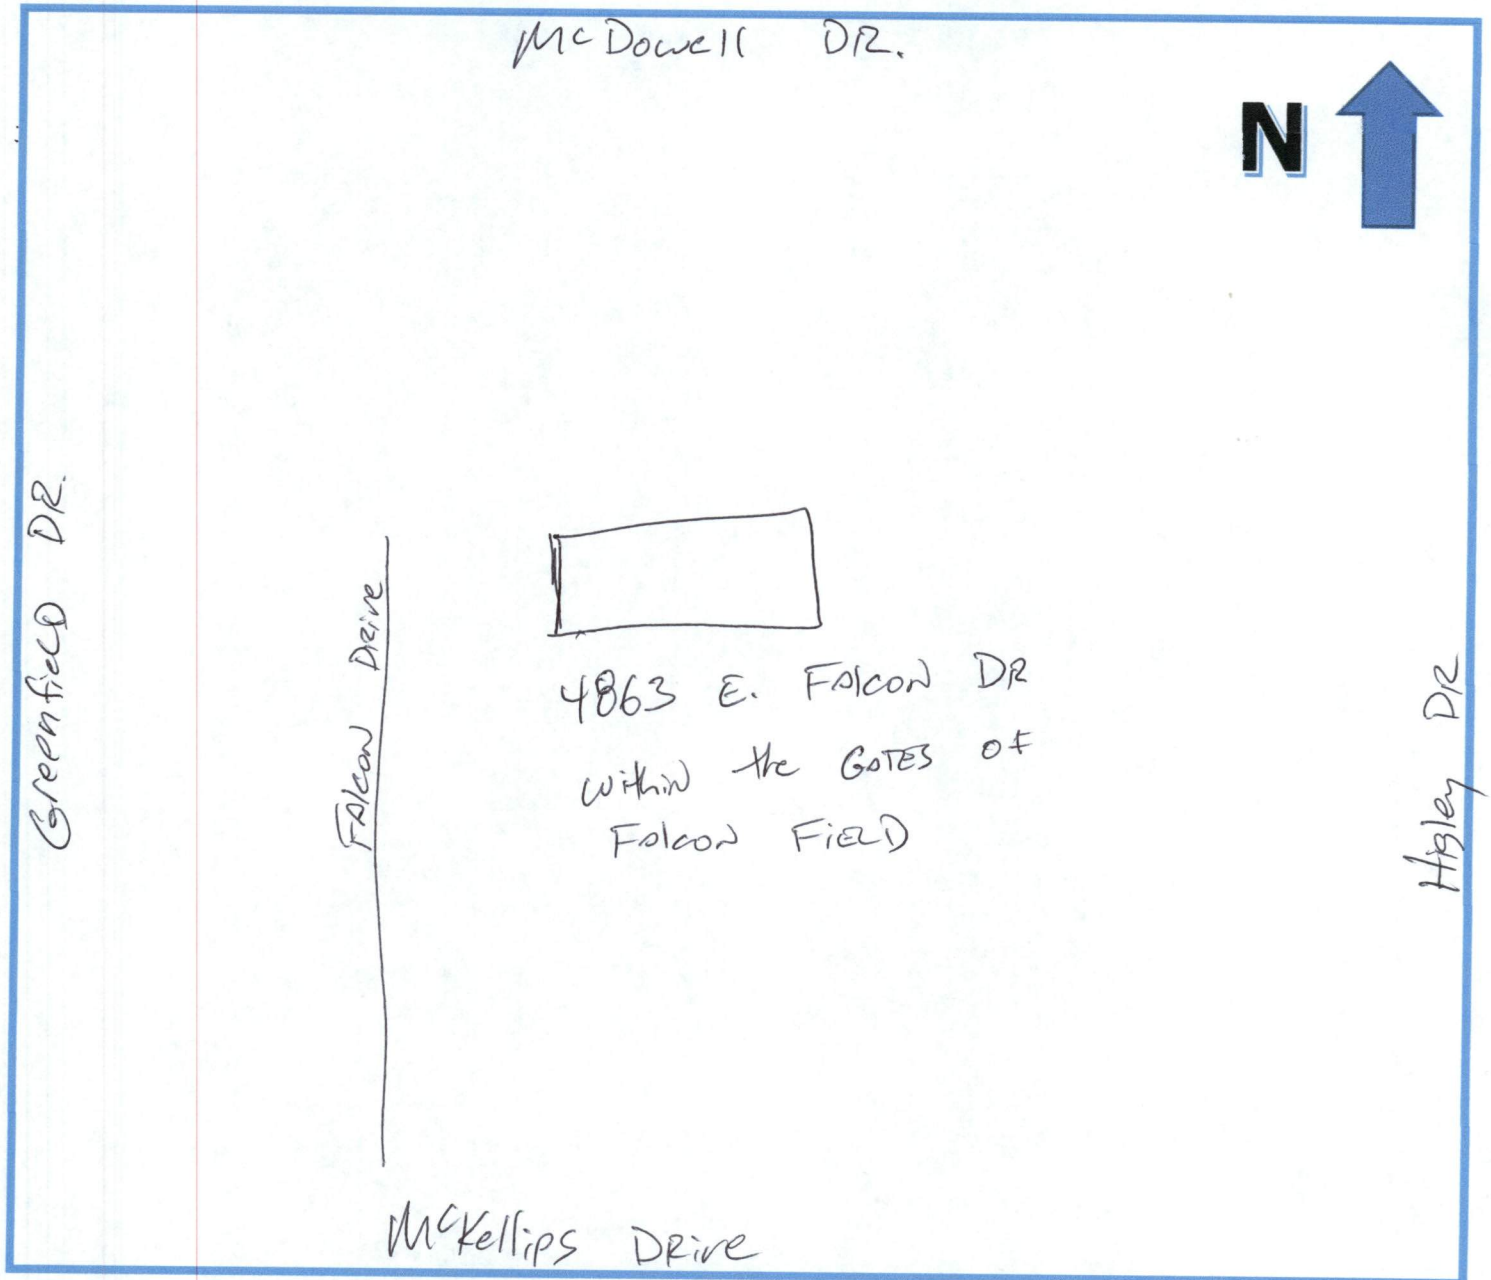 McDowell DR.
N
Greenfield DR.
Falcon Drive
4863 E. Falcon DR
within the Gates of
Falcon Field
Higley DR
McKellips Drive